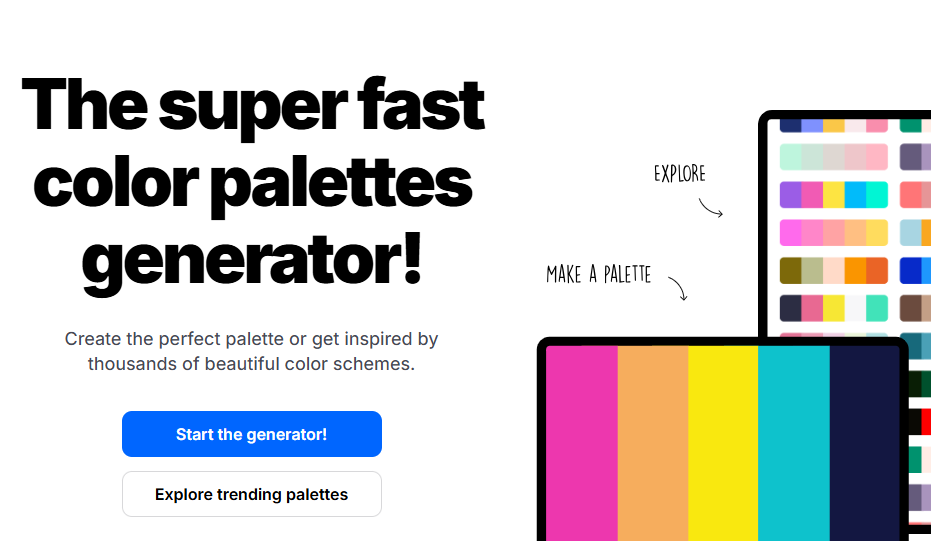 The super fast
color palettes
generator!
Create the perfect palette or get inspired by
thousands of beautiful color schemes.
Start the generator!
Explore trending palettes
EXPLORE
MAKE A PALETTE